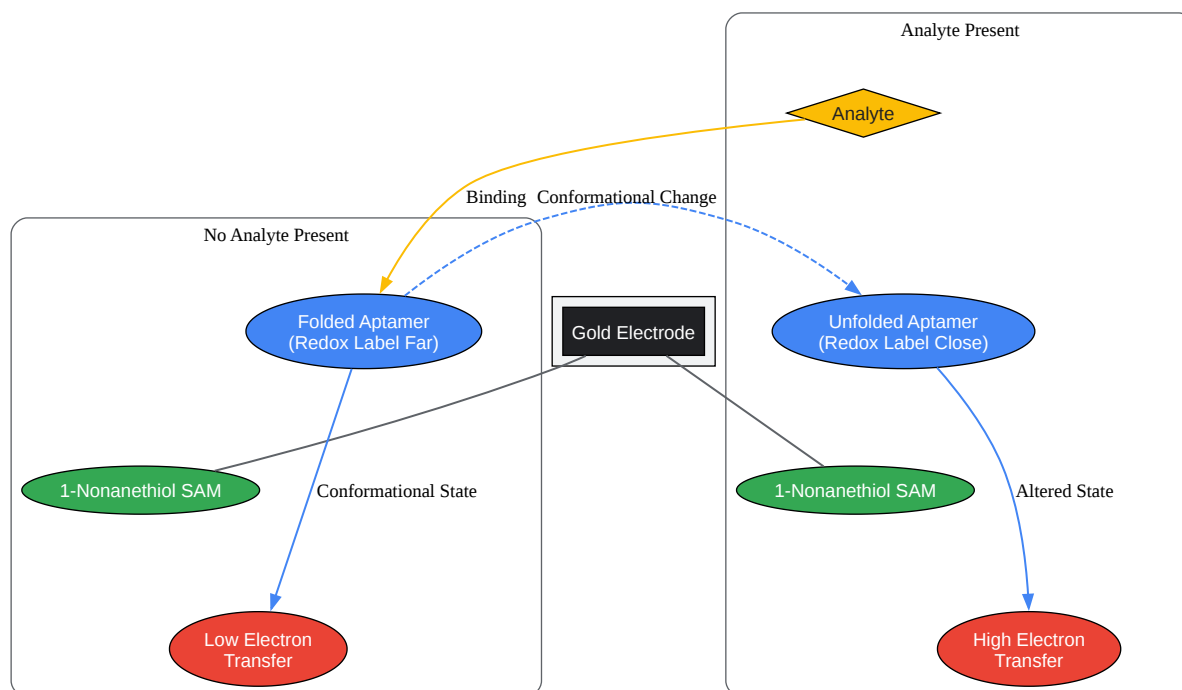 Analyte Present
Analyte
Binding
Conformational Change
No Analyte Present
Folded Aptamer
(Redox Label Far)
Gold Electrode
Unfolded Aptamer
(Redox Label Close)
1-Nonanethiol SAM
Conformational State
1-Nonanethiol SAM
Altered State
Low Electron
Transfer
High Electron
Transfer